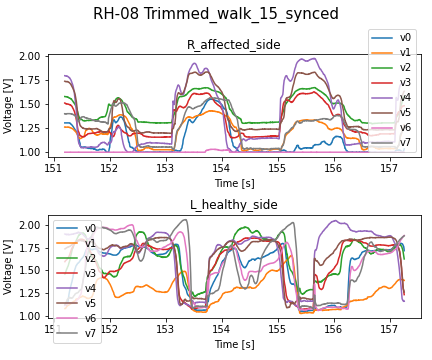 RH-08 Trimmed_walk_15_synced
R_affected_side
Voltage [V]
2.00
1.75
1.50
1.25
1.00
v0
v1
v2
v3
v4
v5
v6
v7
151 152 153 154 155 156 157
Time [s]
L_healthy_side
Voltage [V]
2.00
1.75
1.50
1.25
1.00
v0
v1
v2
v3
v4
v5
v6
v7
151 152 153 154 155 156 157
Time [s]